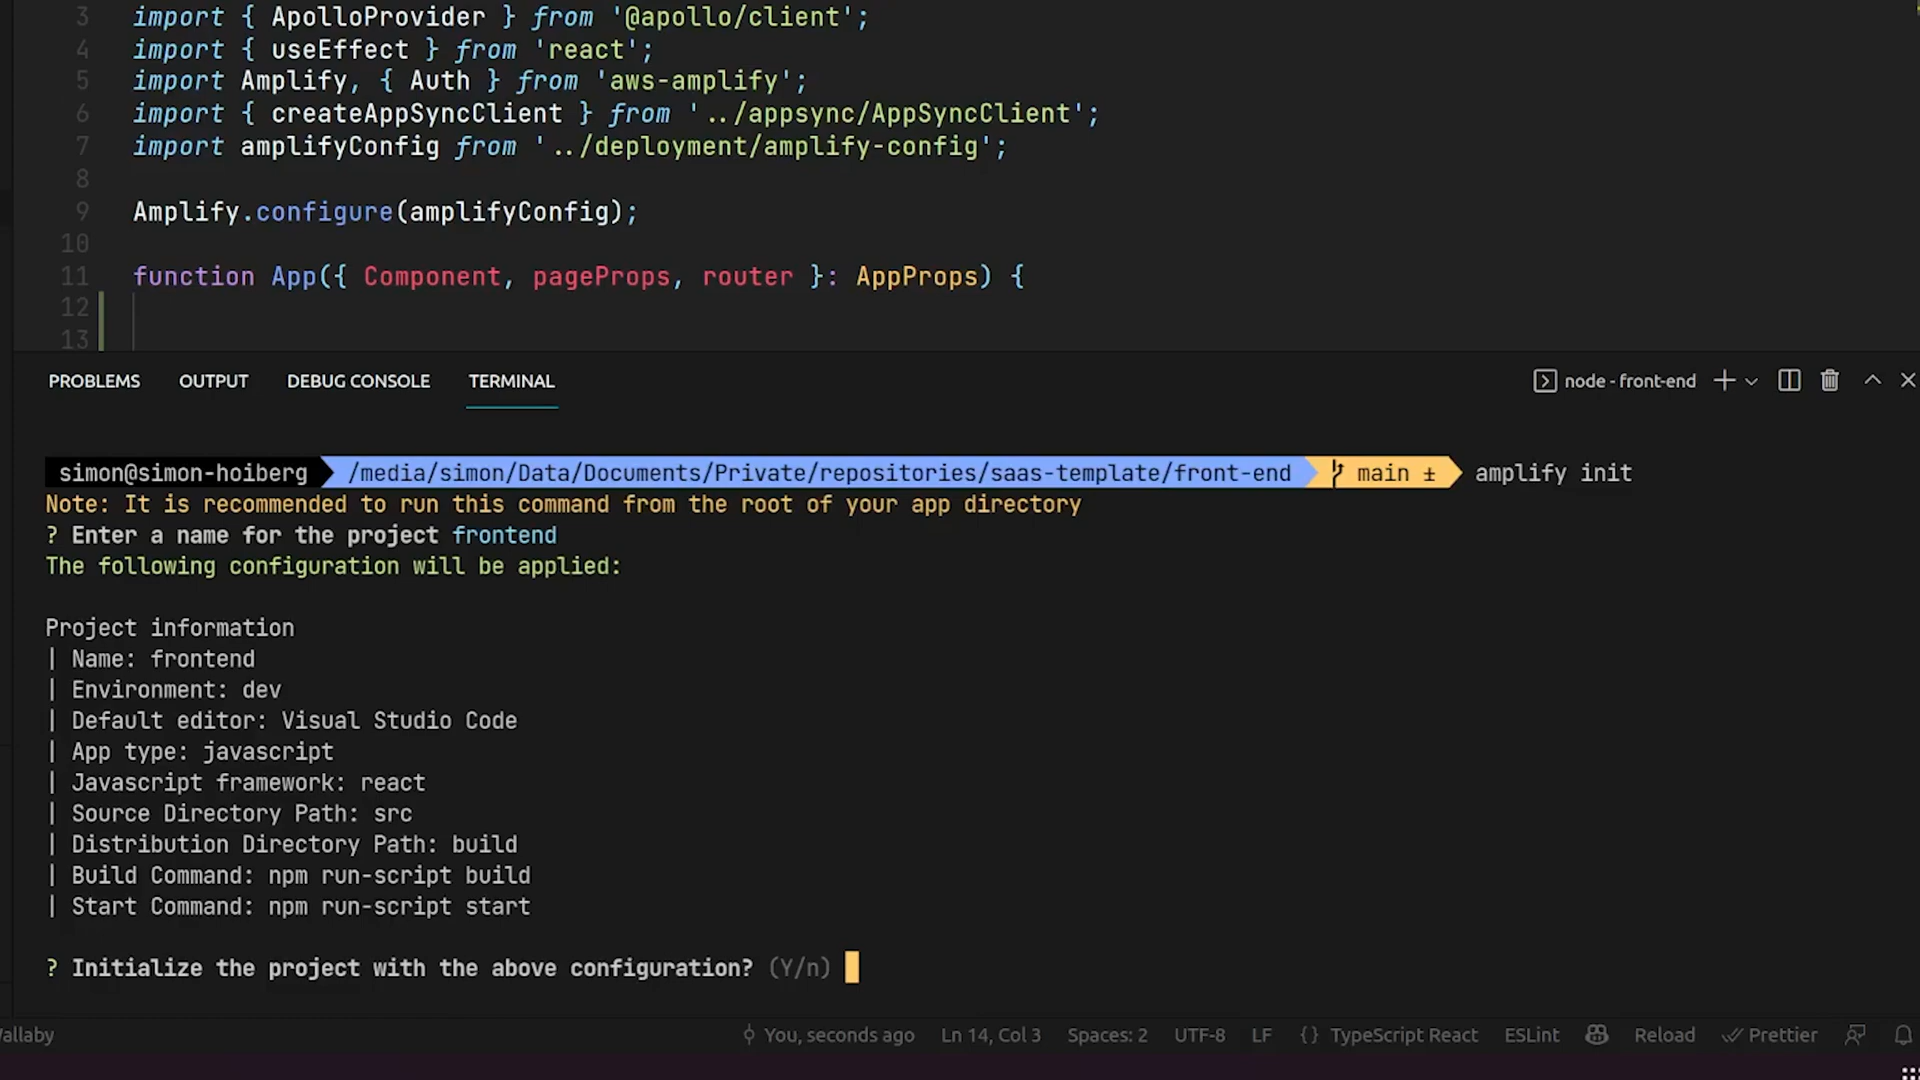 3 import { ApolloProvider } from '@apollo/client';
4 import { useEffect } from 'react';
5 import Amplify, { Auth } from 'aws-amplify';
6 import { createAppSyncClient } from '../appsync/AppSyncClient';
7 import amplifyConfig from '../deployment/amplify-config';
8
9 Amplify.configure(amplifyConfig);
10
11 function App({ Component, pageProps, router }: AppProps) {
12
13
PROBLEMS OUTPUT DEBUG CONSOLE TERMINAL node - front-end
simon@simon-hoiberg /media/simon/Data/Documents/Private/repositories/saas-template/front-end main ± amplify init
Note: It is recommended to run this command from the root of your app directory
? Enter a name for the project frontend
The following configuration will be applied:
Project information
| Name: frontend
| Environment: dev
| Default editor: Visual Studio Code
| App type: javascript
| Javascript framework: react
| Source Directory Path: src
| Distribution Directory Path: build
| Build Command: npm run-script build
| Start Command: npm run-script start
? Initialize the project with the above configuration? (Y/n)
allaby You, seconds ago Ln 14, Col 3 Spaces: 2 UTF-8 LF {} TypeScript React ESLint Reload Prettier